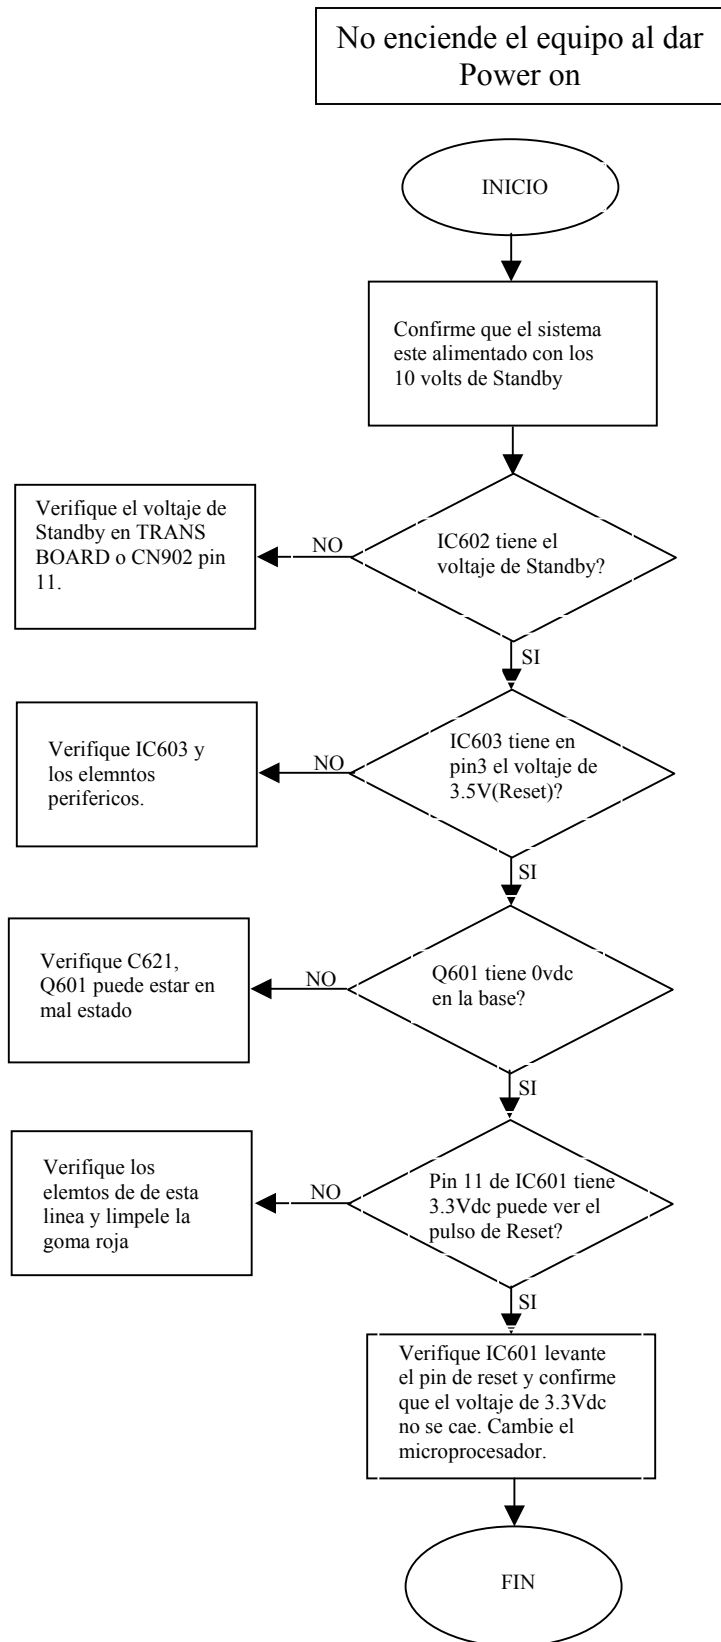 No enciende el equipo al dar
Power on
INICIO
Confirme que el sistema
este alimentado con los
10 volts de Standby
Verifique el voltaje de
Standby en TRANS
BOARD o CN902 pin
11.
NO
IC602 tiene el
voltaje de Standby?
SI
Verifique IC603 y
los elemntos
perifericos.
NO
IC603 tiene en
pin3 el voltaje de
3.5V(Reset)?
SI
Verifique C621,
Q601 puede estar en
mal estado
NO
Q601 tiene 0vdc
en la base?
SI
Verifique los
elemtos de de esta
linea y limpele la
goma roja
NO
Pin 11 de IC601 tiene
3.3Vdc puede ver el
pulso de Reset?
SI
Verifique IC601 levante
el pin de reset y confirme
que el voltaje de 3.3Vdc
no se cae. Cambie el
microprocesador.
FIN